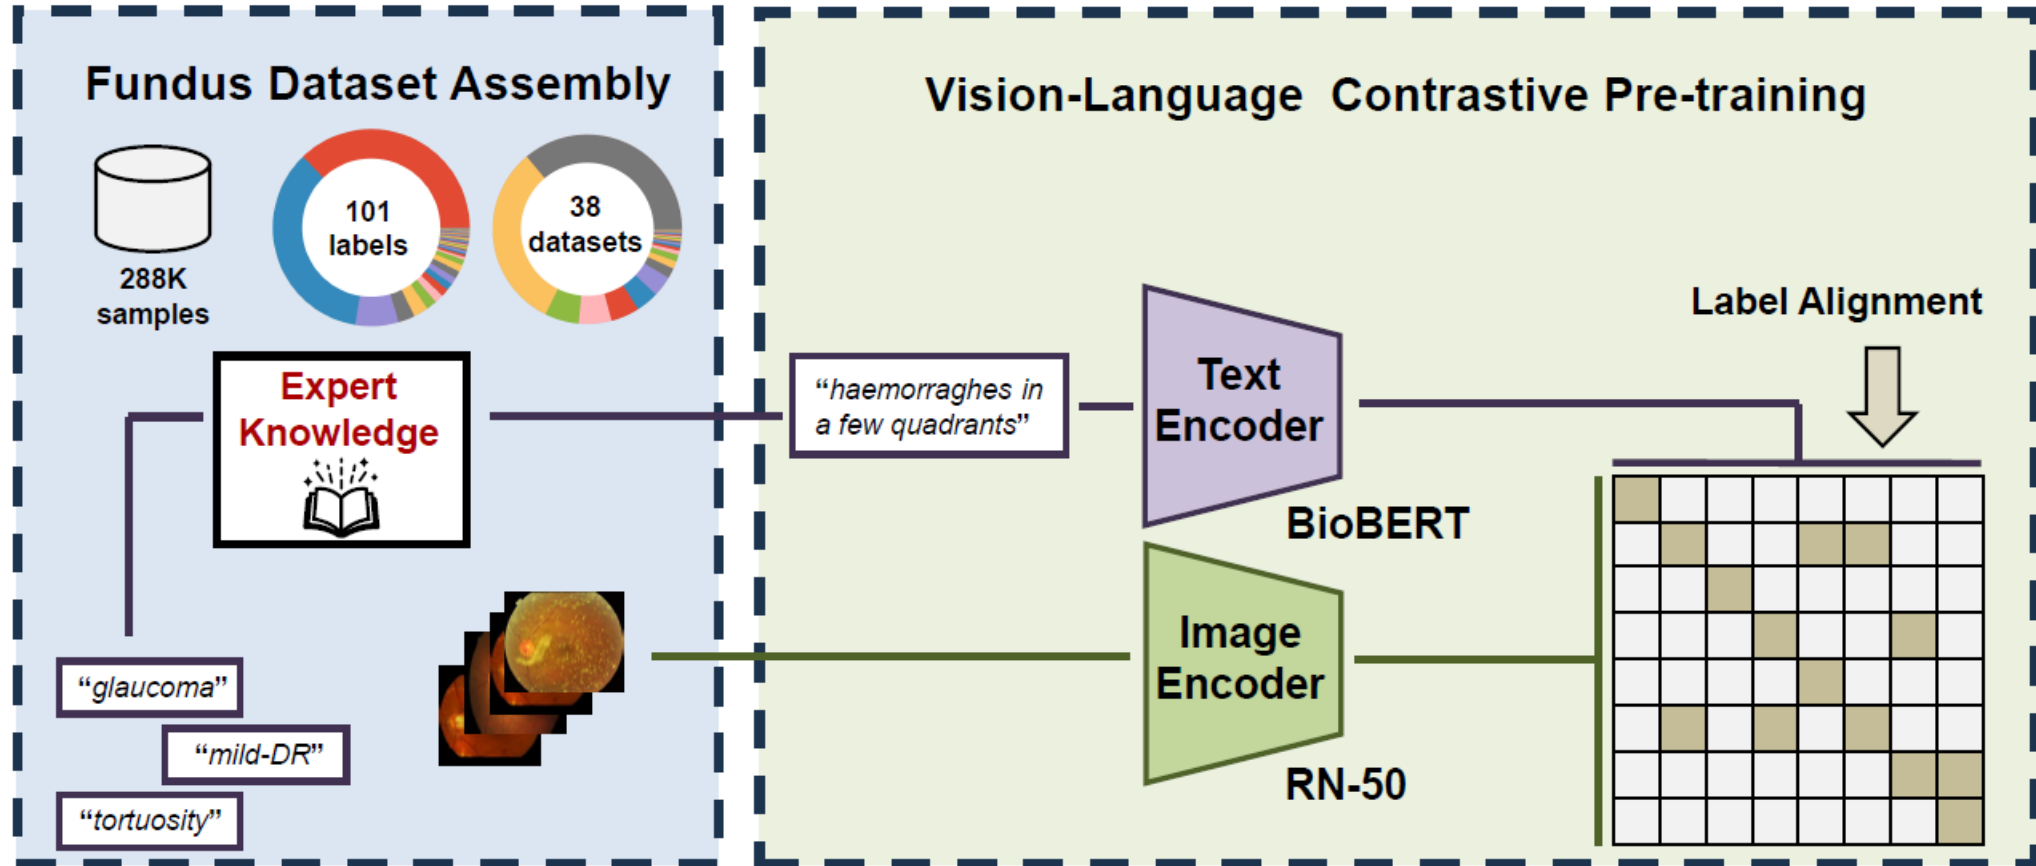 Fundus Dataset Assembly
288K
samples
101
labels
38
datasets
Expert
Knowledge
“glaucoma”
“mild-DR”
“tortuosity”
Vision-Language Contrastive Pre-training
“haemorraghes in
a few quadrants”
Text
Encoder
BioBERT
Image
Encoder
RN-50
Label Alignment